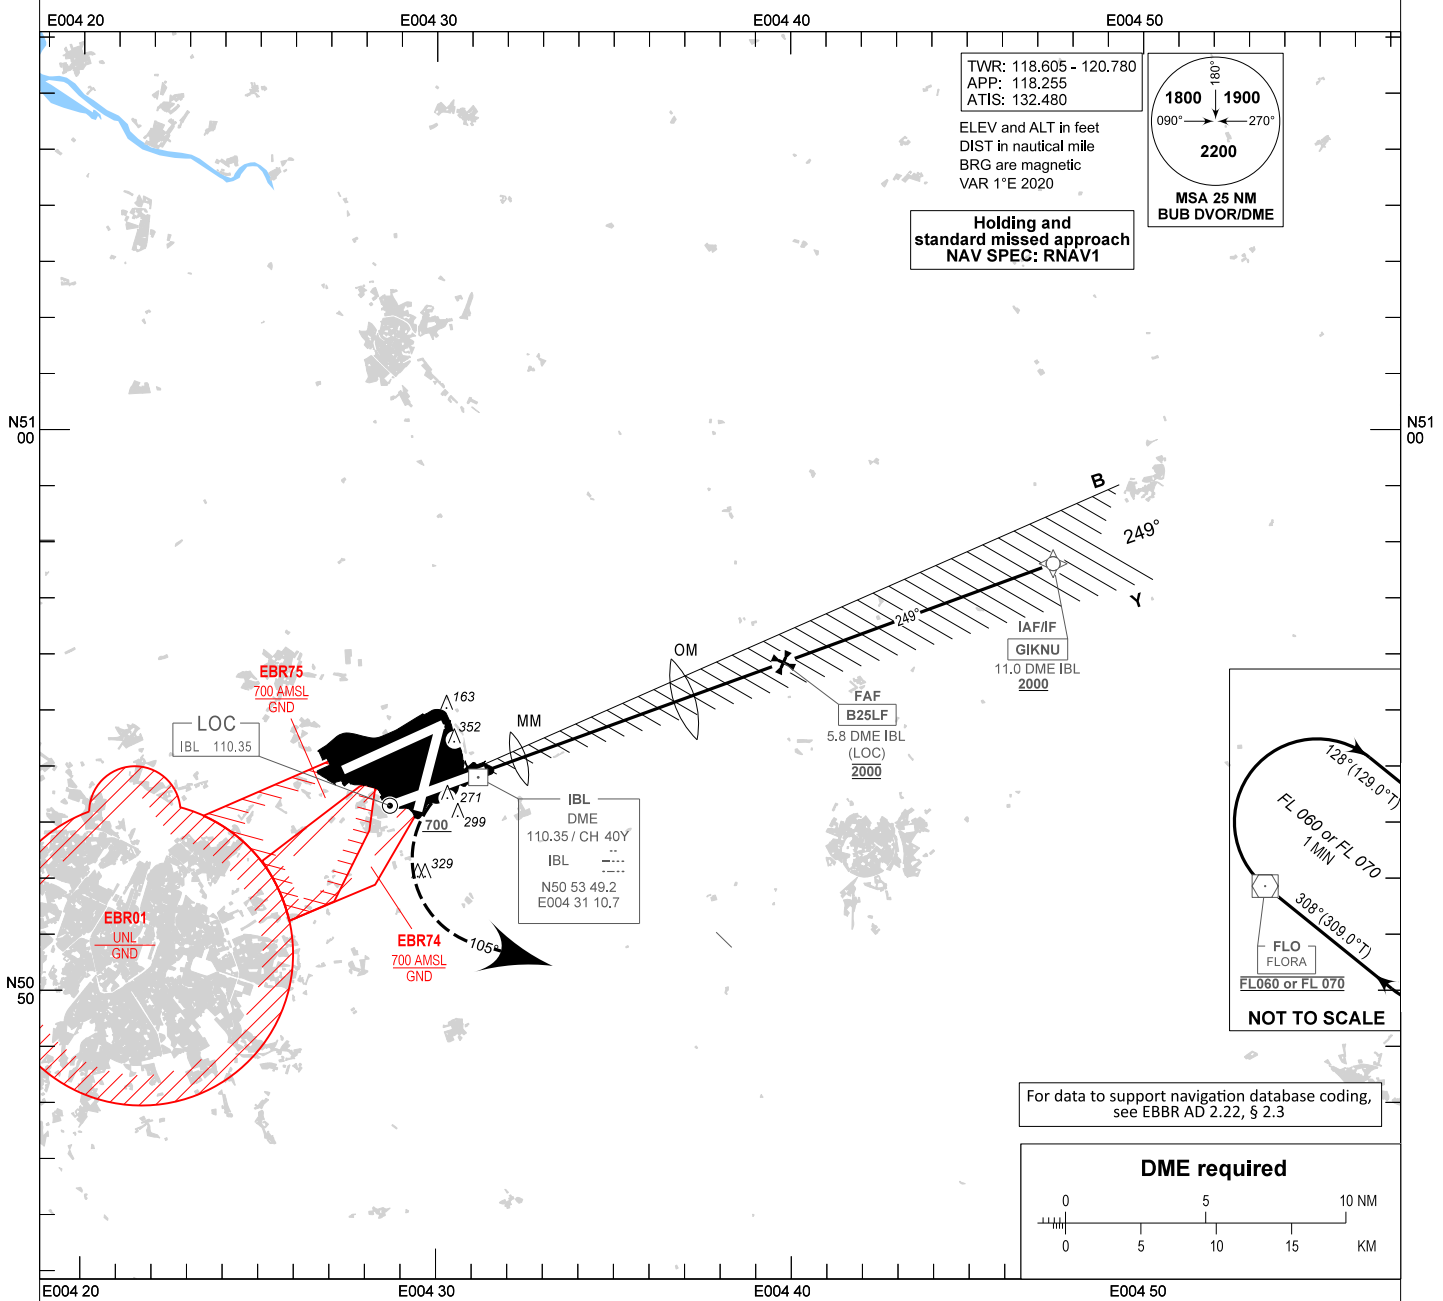 E004 20
E004 30
E004 40
E004 50
TWR: 118.605 - 120.780
APP: 118.255
ATIS: 132.480
ELEV and ALT in feet
DIST in nautical mile
BRG are magnetic
VAR 1°E 2020
180°
1800
1900
090°
270°
2200
MSA 25 NM
BUB DVOR/DME
Holding and
standard missed approach
NAV SPEC: RNAV1
N51
00
N51
00
B
249°
Y
249°
IAF/IF
GIKNU
11.0 DME IBL
2000
OM
FAF
B25LF
5.8 DME IBL
(LOC)
2000
MM
EBR75
700 AMSL
GND
LOC
IBL 110.35
163
352
271
299
700
329
IBL
DME
110.35 / CH 40Y
IBL
N50 53 49.2
E004 31 10.7
105°
EBR01
UNL
GND
EBR74
700 AMSL
GND
128°(129.0°T)
FL 060 or FL 070
1 MIN
308°(309.0°T)
FLO
FLORA
FL060 or FL 070
NOT TO SCALE
N50
50
N50
50
For data to support navigation database coding,
see EBBR AD 2.22, § 2.3
DME required
0 5 10 NM
0 5 10 15 KM
E004 20
E004 30
E004 40
E004 50